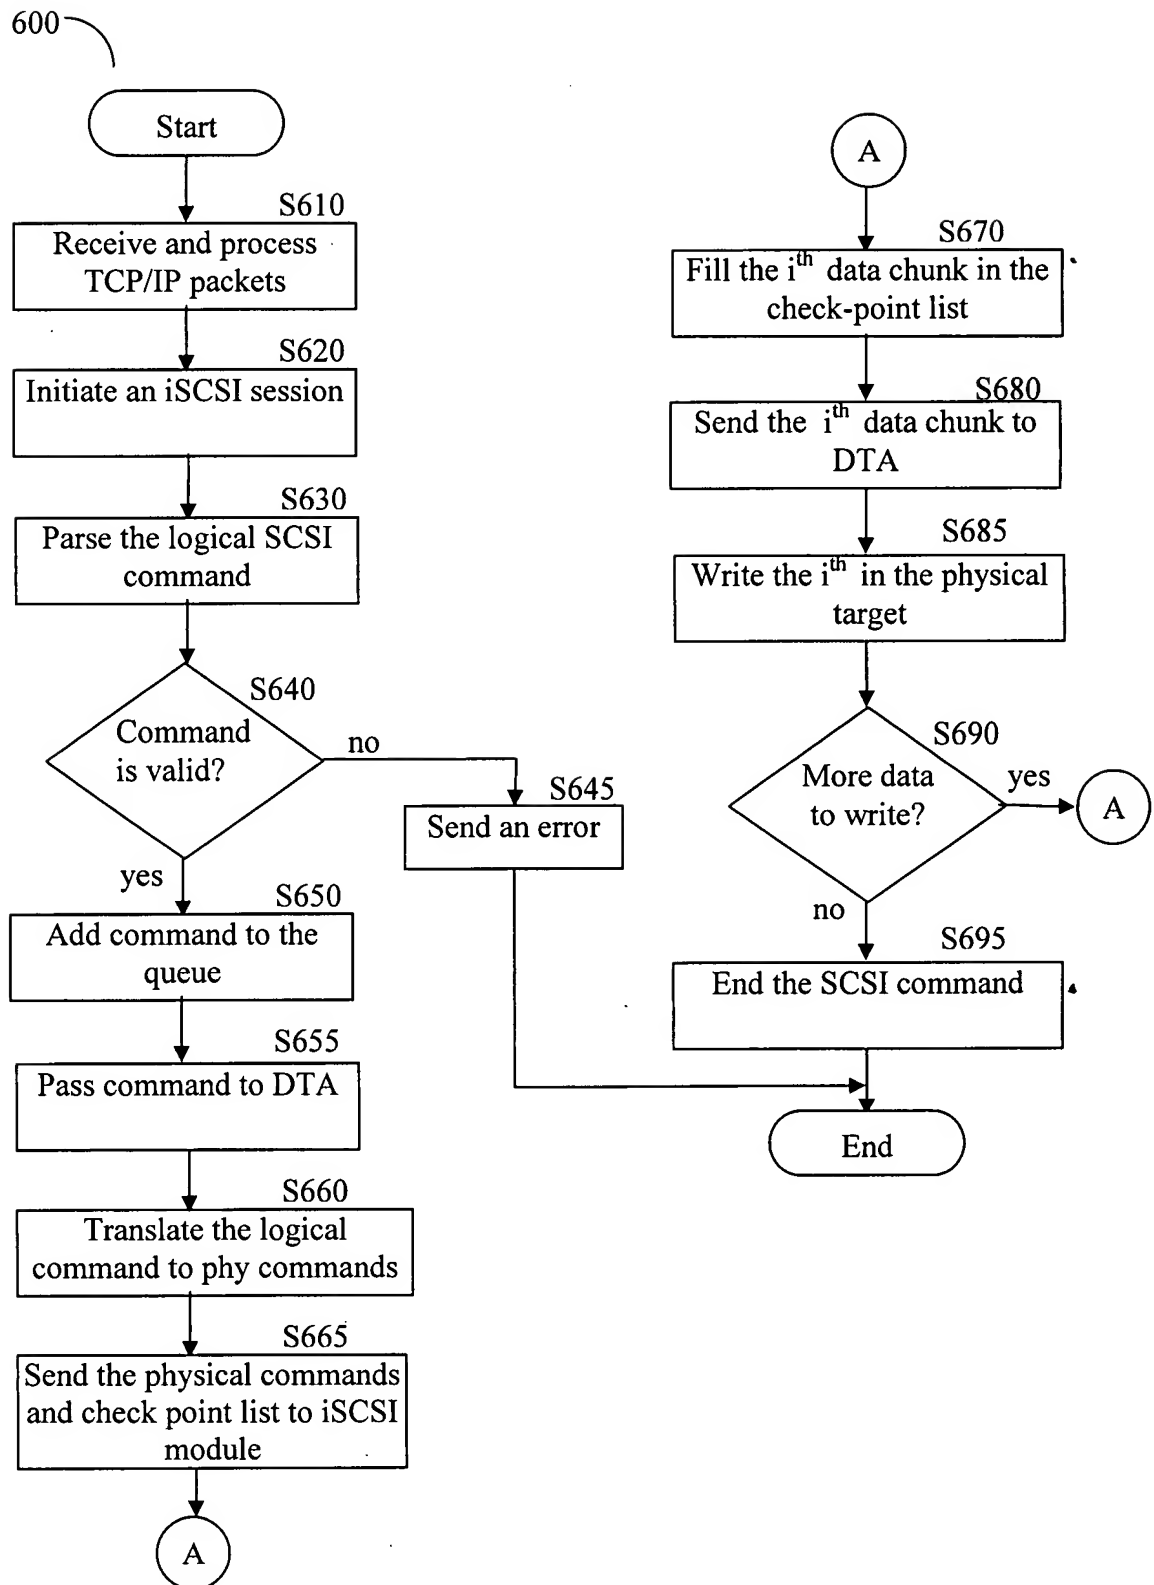 600
Start
S610
Receive and process
TCP/IP packets
S620
Initiate an iSCSI session
S630
Parse the logical SCSI
command
S640
Command
is valid?
no
S645
Send an error
yes
S650
Add command to the
queue
S655
Pass command to DTA
S660
Translate the logical
command to phy commands
S665
Send the physical commands
and check point list to iSCSI
module
A
A
S670
Fill the ith data chunk in the
check-point list
S680
Send the ith data chunk to
DTA
S685
Write the ith in the physical
target
S690
More data
to write?
yes
A
no
S695
End the SCSI command
End